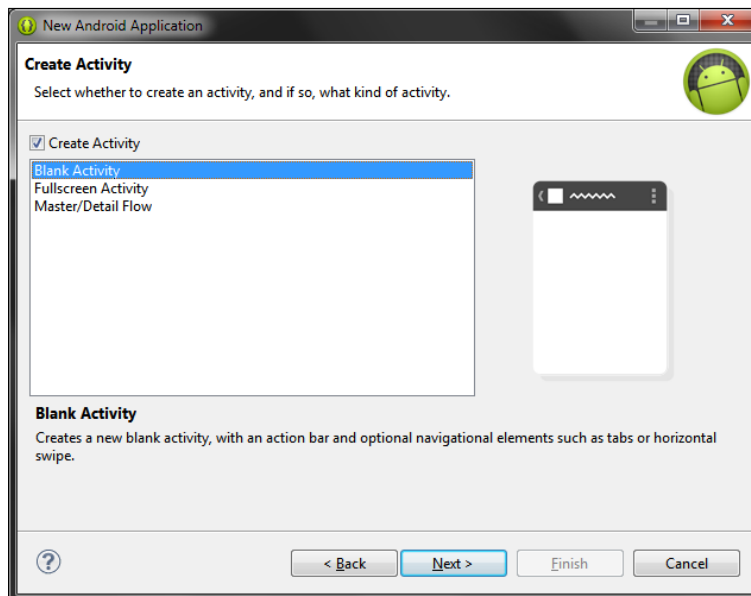 New Android Application
Create Activity
Select whether to create an activity, and if so, what kind of activity.
Create Activity
Blank Activity
Fullscreen Activity
Master/Detail Flow
Blank Activity
Creates a new blank activity, with an action bar and optional navigational elements such as tabs or horizontal
swipe.
? < Back Next > Finish Cancel